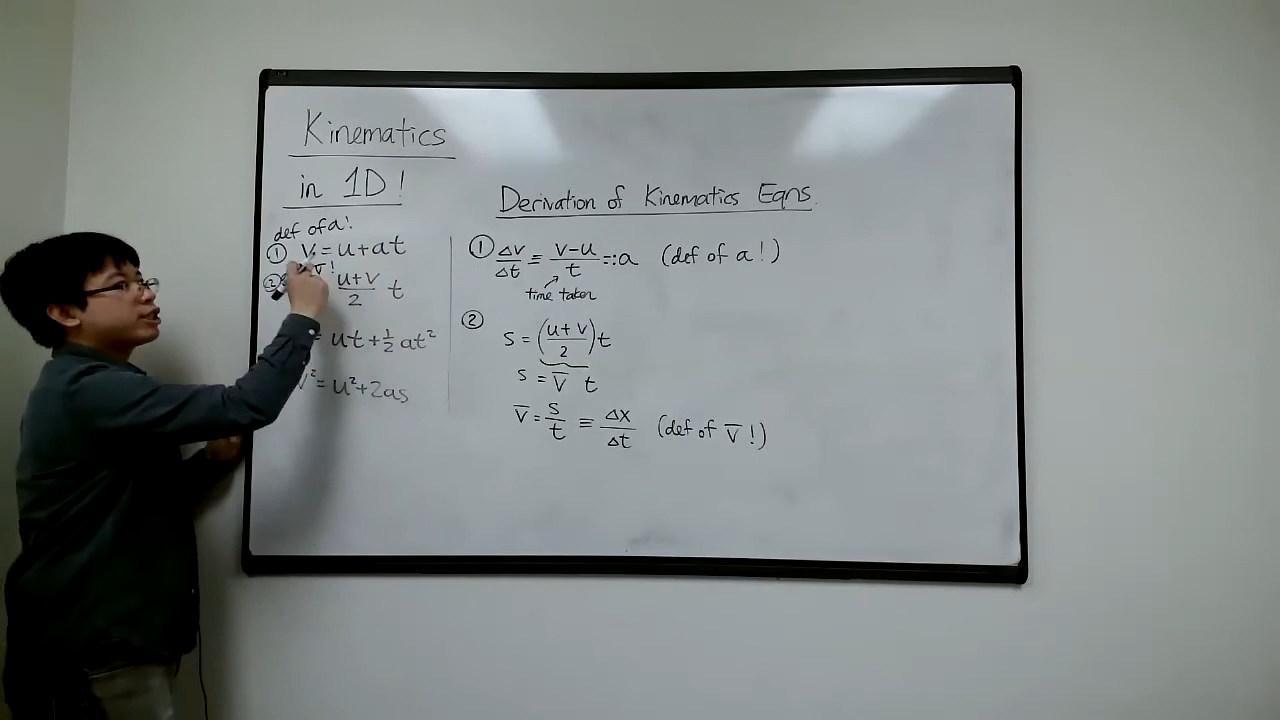 Kinematics
in 1D!
def of a:
① v = u + at
v̄!
② u+v/2 t
= ut + ½ at²
v² = u² + 2as
Derivation of Kinematics Eqns.
① Δv/Δt ≡ v-u/t =: a (def of a!)
time taken
②
s = (u+v/2)t
s = v̄ t
v̄ = s/t ≡ Δx/Δt (def of v̄!)